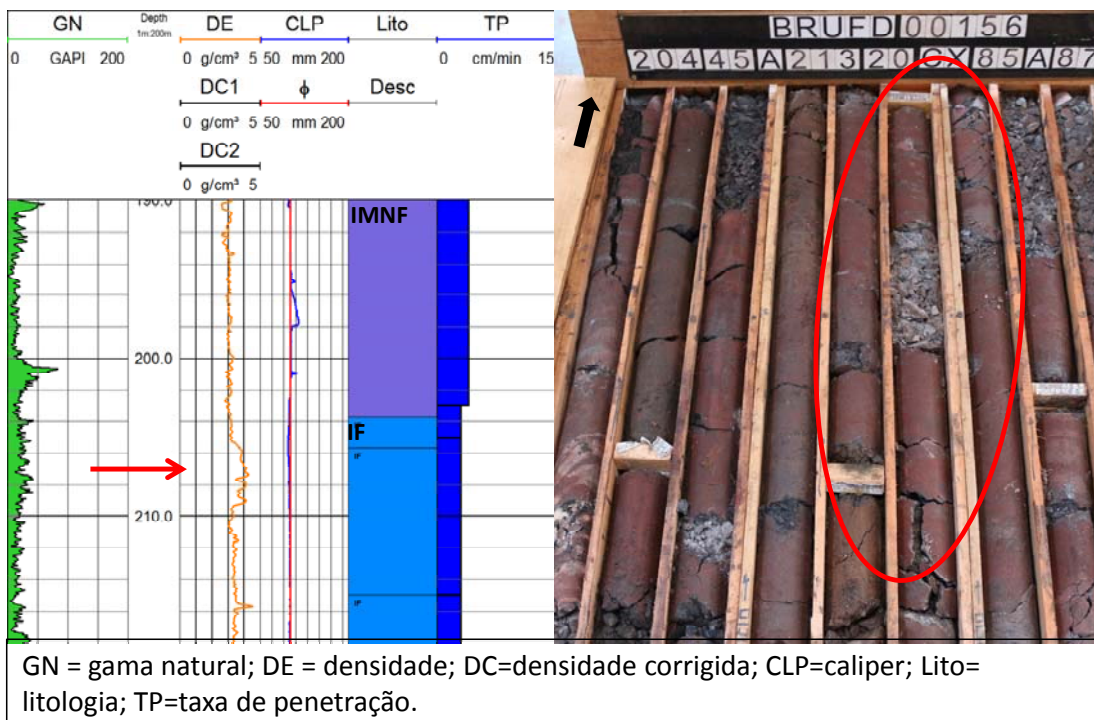 GN
Depth
1m:200m
DE
CLP
Lito
TP
0 GAPI 200
0 g/cm³ 5
50 mm 200
0 cm/min 15
DC1
ϕ
Desc
0 g/cm³ 5
50 mm 200
DC2
0 g/cm³ 5
190.0
IMNF
200.0
IF
IF
210.0
IF
BRUFD00156
20445A21320CX85A87
GN = gama natural; DE = densidade; DC=densidade corrigida; CLP=caliper; Lito=
litologia; TP=taxa de penetração.